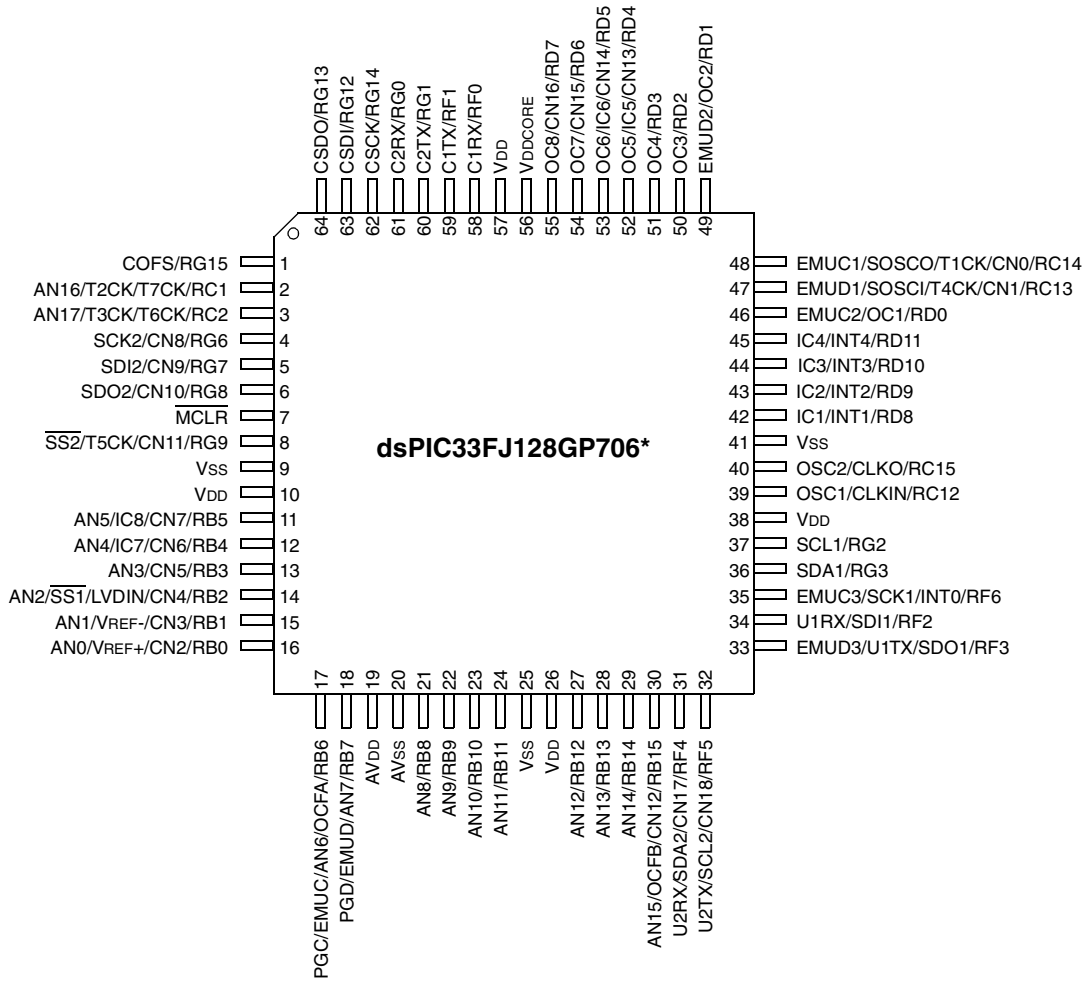 CSDO/RG13
CSDI/RG12
CSCK/RG14
C2RX/RG0
C2TX/RG1
C1TX/RF1
C1RX/RF0
VDD
VDDCORE
OC8/CN16/RD7
OC7/CN15/RD6
OC6/IC6/CN14/RD5
OC5/IC5/CN13/RD4
OC4/RD3
OC3/RD2
EMUD2/OC2/RD1
64 63 62 61 60 59 58 57 56 55 54 53 52 51 50 49
COFS/RG15 1
AN16/T2CK/T7CK/RC1 2
AN17/T3CK/T6CK/RC2 3
SCK2/CN8/RG6 4
SDI2/CN9/RG7 5
SDO2/CN10/RG8 6
MCLR 7
SS2/T5CK/CN11/RG9 8
VSS 9
VDD 10
AN5/IC8/CN7/RB5 11
AN4/IC7/CN6/RB4 12
AN3/CN5/RB3 13
AN2/SS1/LVDIN/CN4/RB2 14
AN1/VREF-/CN3/RB1 15
AN0/VREF+/CN2/RB0 16
dsPIC33FJ128GP706*
48 EMUC1/SOSCO/T1CK/CN0/RC14
47 EMUD1/SOSCI/T4CK/CN1/RC13
46 EMUC2/OC1/RD0
45 IC4/INT4/RD11
44 IC3/INT3/RD10
43 IC2/INT2/RD9
42 IC1/INT1/RD8
41 VSS
40 OSC2/CLKO/RC15
39 OSC1/CLKIN/RC12
38 VDD
37 SCL1/RG2
36 SDA1/RG3
35 EMUC3/SCK1/INT0/RF6
34 U1RX/SDI1/RF2
33 EMUD3/U1TX/SDO1/RF3
17 18 19 20 21 22 23 24 25 26 27 28 29 30 31 32
PGC/EMUC/AN6/OCFA/RB6
PGD/EMUD/AN7/RB7
AVDD
AVSS
AN8/RB8
AN9/RB9
AN10/RB10
AN11/RB11
VSS
VDD
AN12/RB12
AN13/RB13
AN14/RB14
AN15/OCFB/CN12/RB15
U2RX/SDA2/CN17/RF4
U2TX/SCL2/CN18/RF5